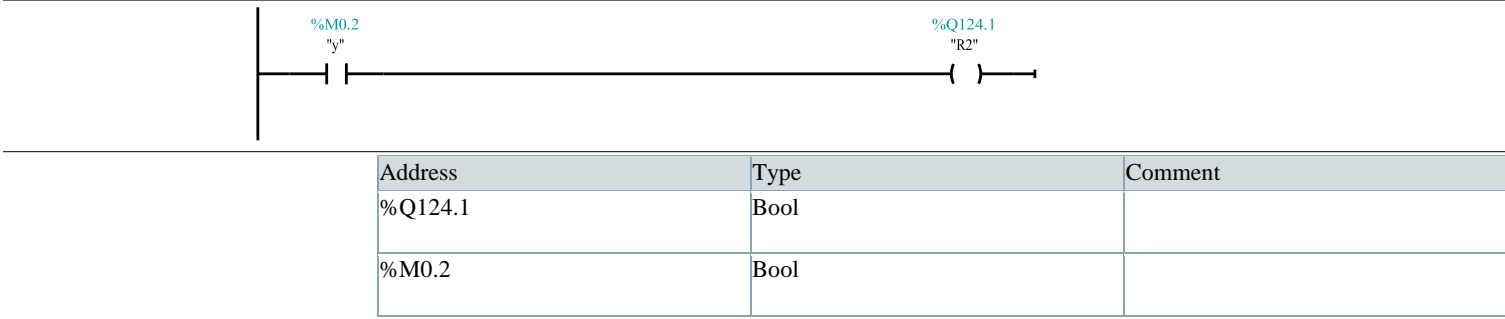 %M0.2 %Q124.1
"y" "R2"
Address Type Comment
%Q124.1 Bool
%M0.2 Bool